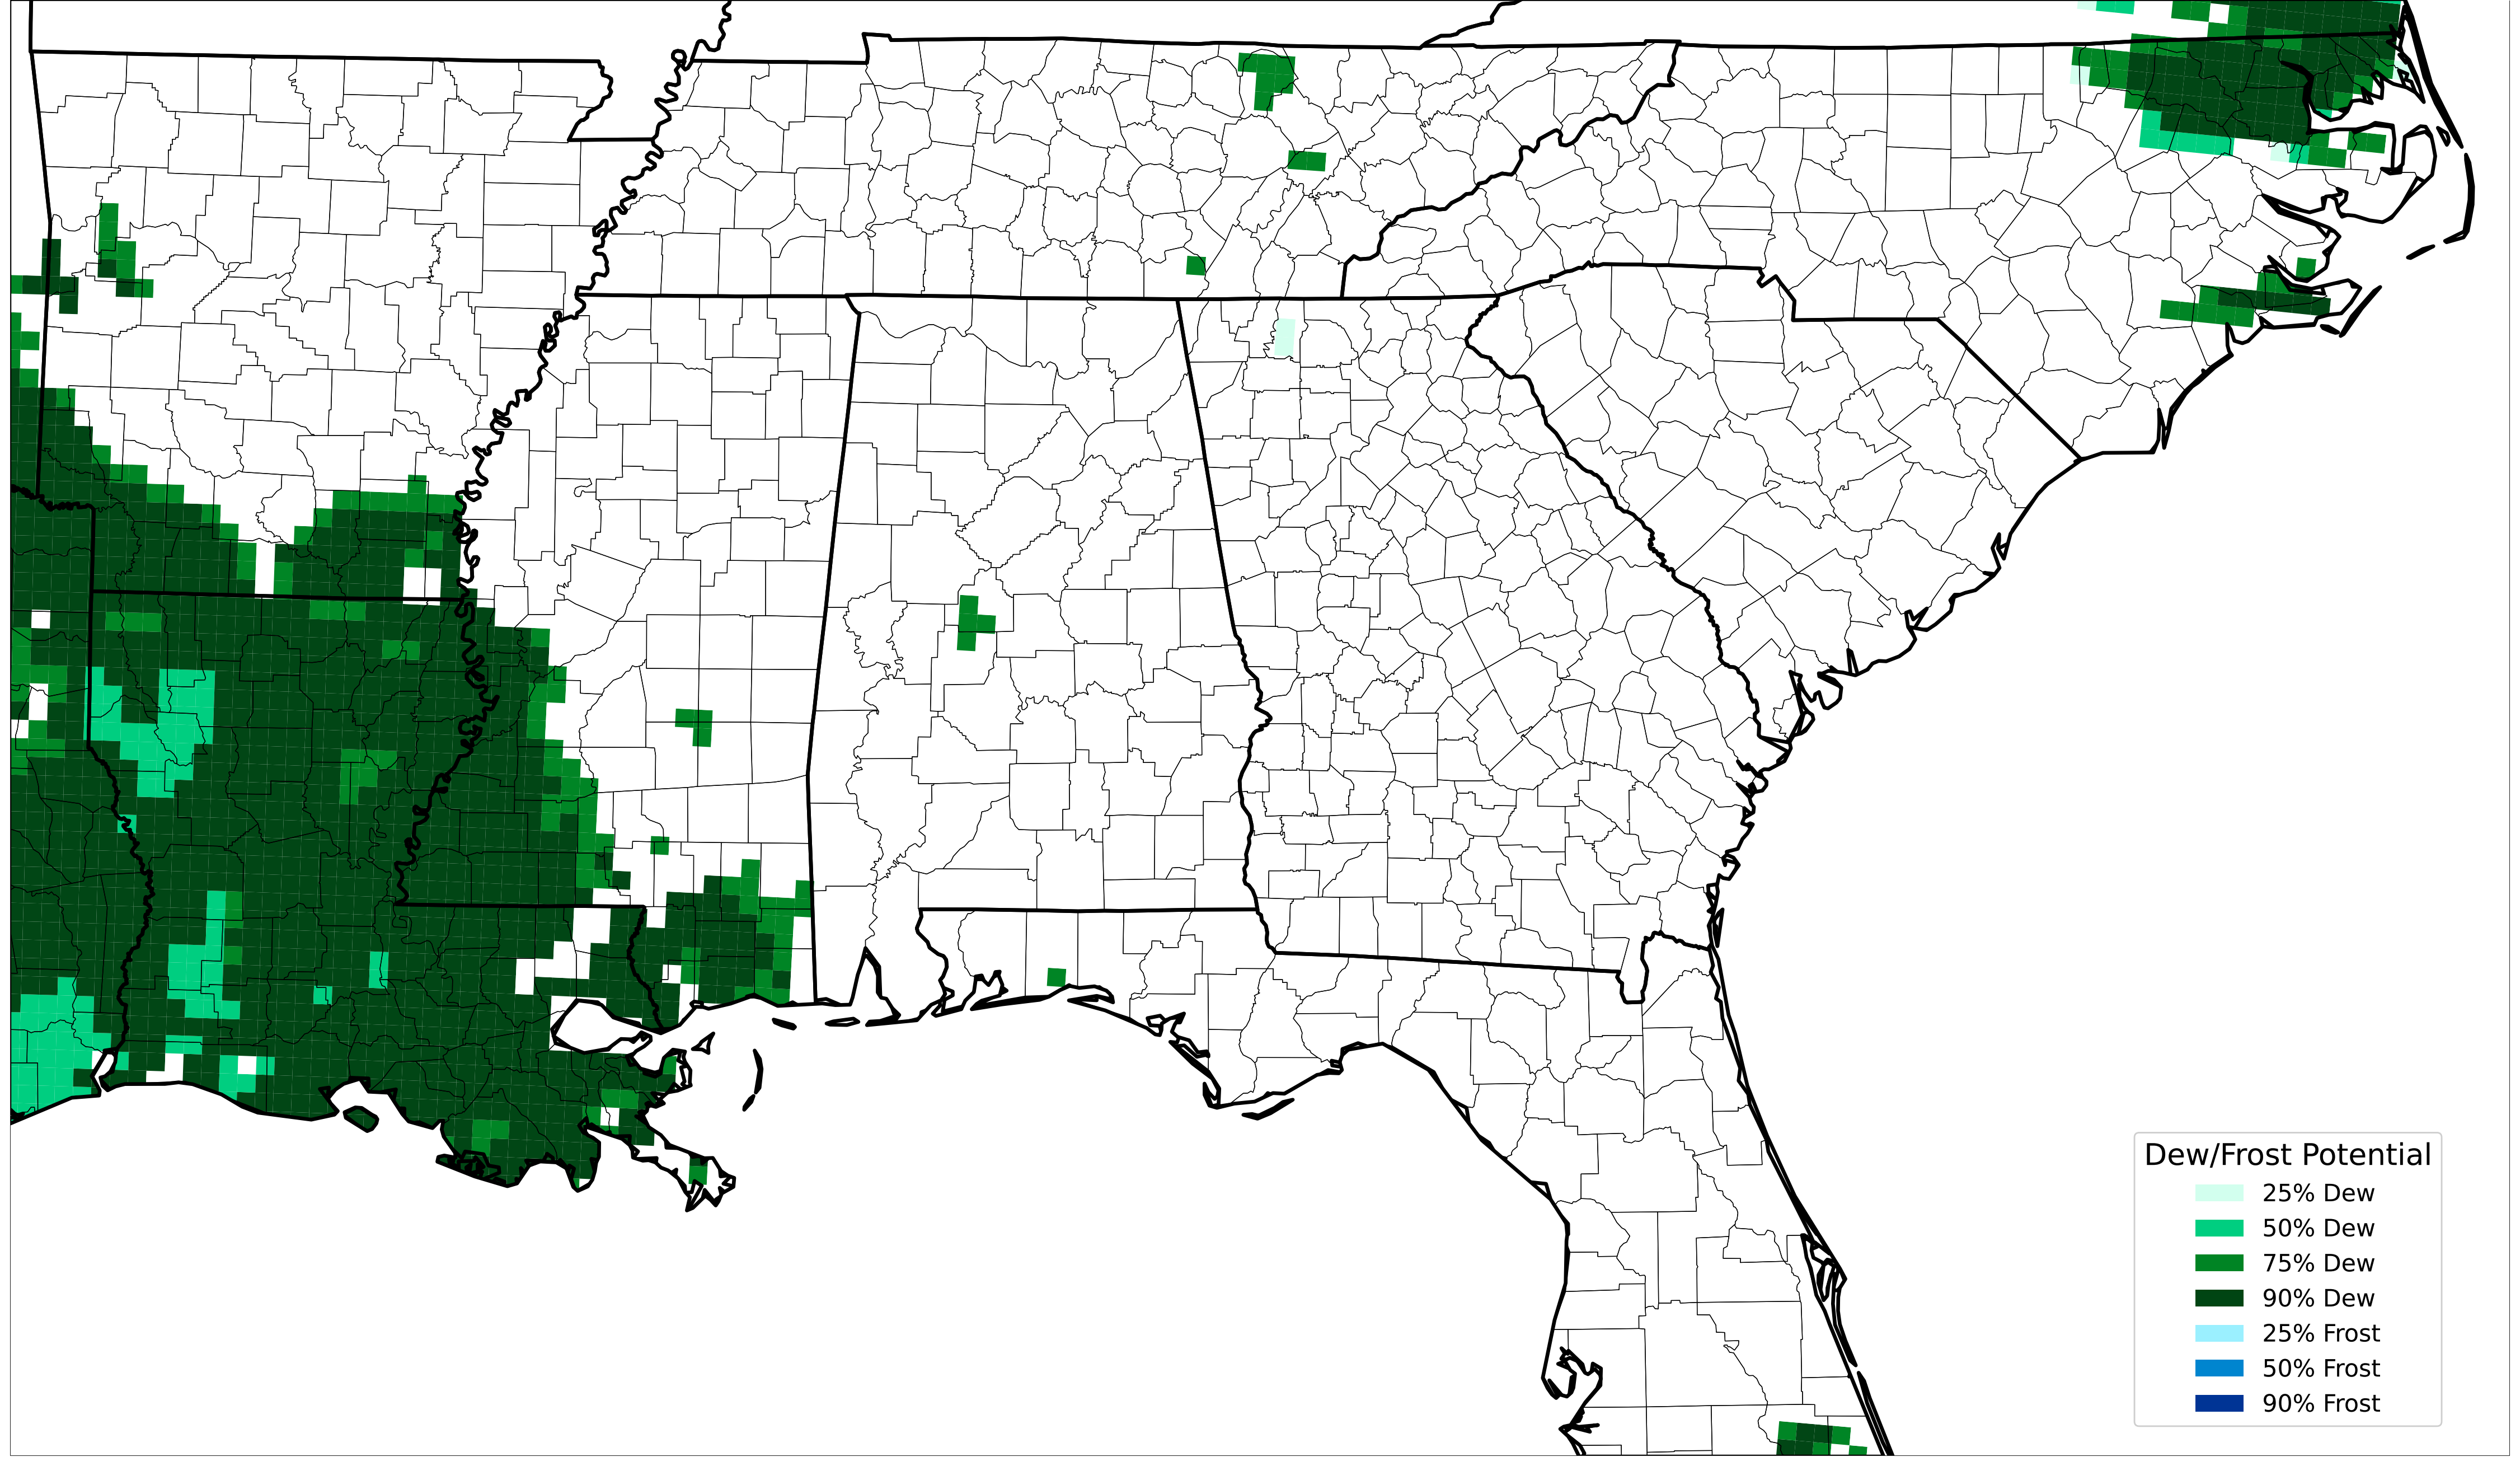 Dew/Frost Potential
25% Dew
50% Dew
75% Dew
90% Dew
25% Frost
50% Frost
90% Frost